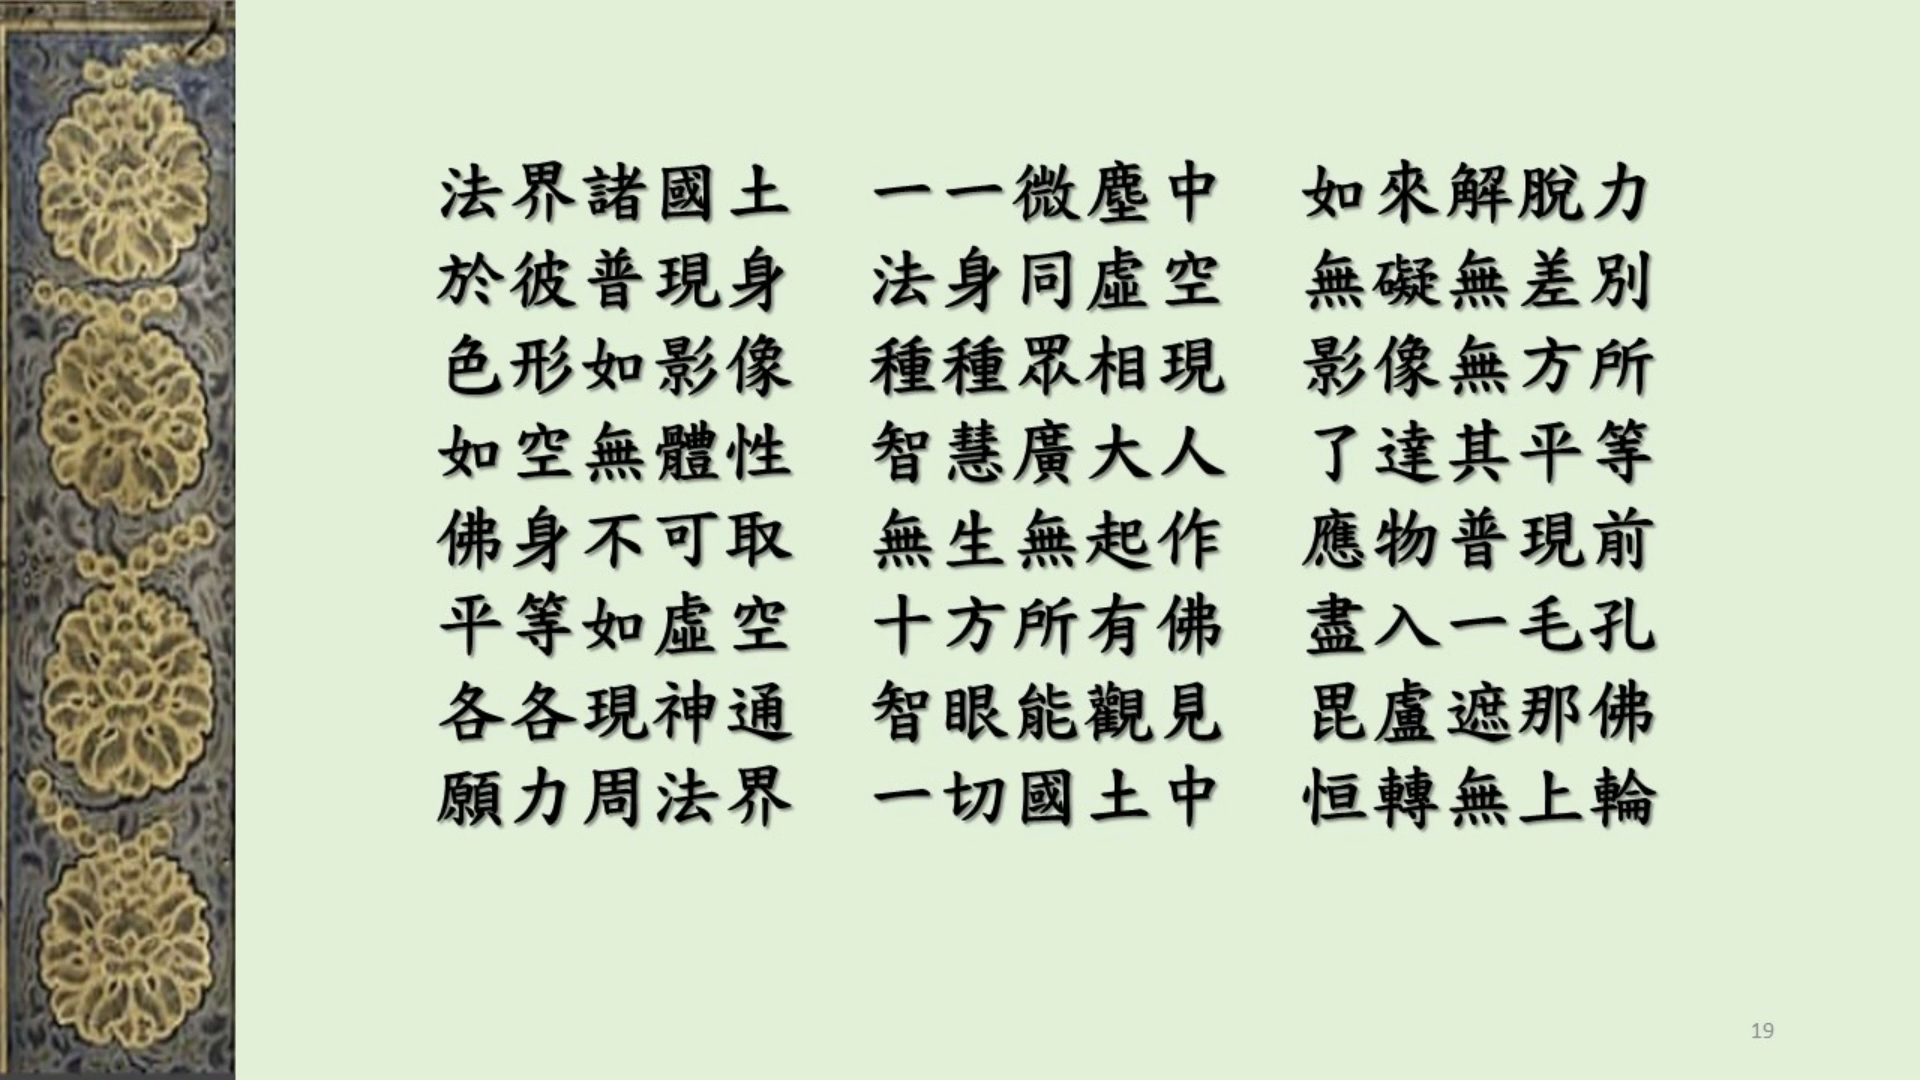 法界諸國土　一一微塵中　如來解脫力
於彼普現身　法身同虛空　無礙無差別
色形如影像　種種眾相現　影像無方所
如空無體性　智慧廣大人　了達其平等
佛身不可取　無生無起作　應物普現前
平等如虛空　十方所有佛　盡入一毛孔
各各現神通　智眼能觀見　毘盧遮那佛
願力周法界　一切國土中　恒轉無上輪
19